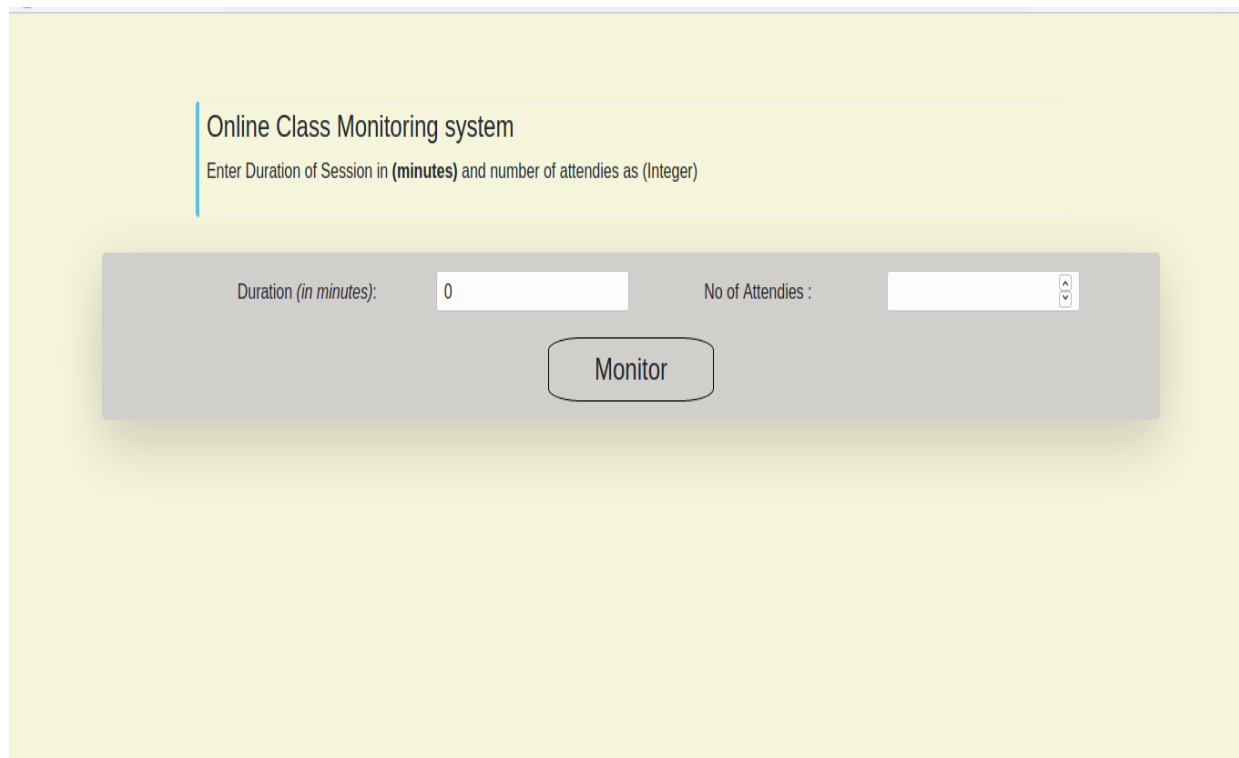 Online Class Monitoring system
Enter Duration of Session in (minutes) and number of attendies as (Integer)
Duration (in minutes): 0 No of Attendies :
Monitor